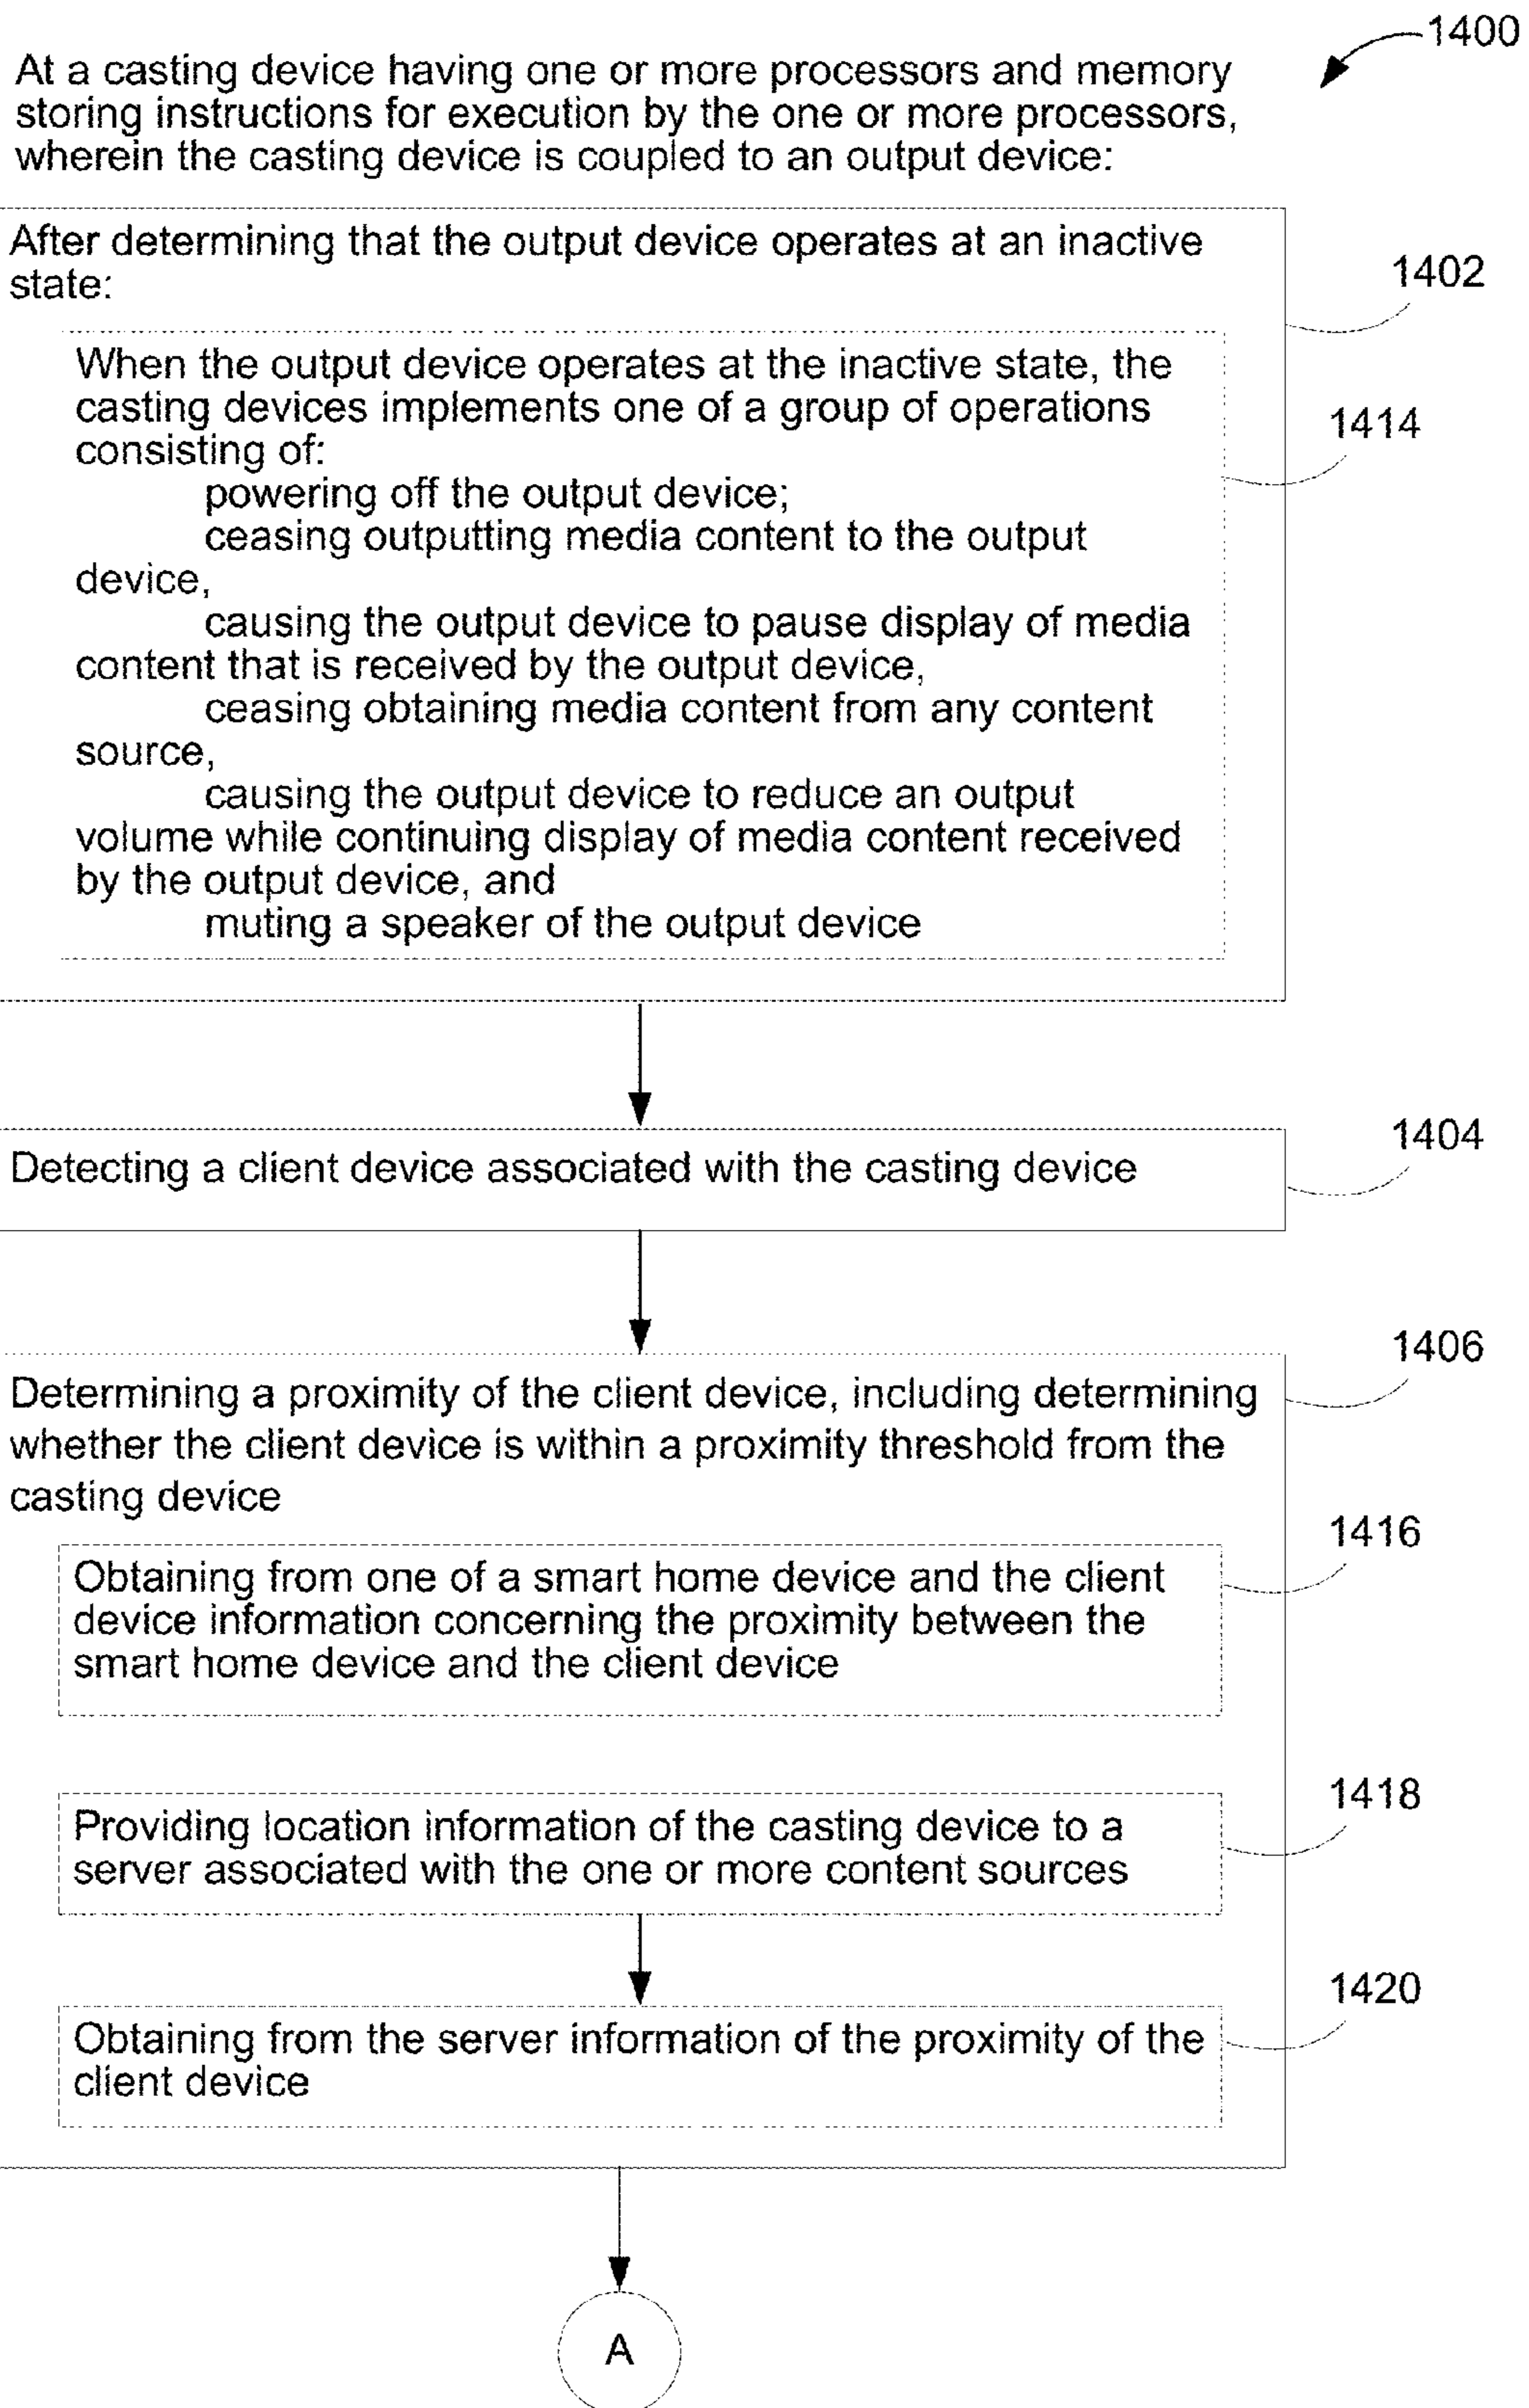 1400
At a casting device having one or more processors and memory
storing instructions for execution by the one or more processors,
wherein the casting device is coupled to an output device:
After determining that the output device operates at an inactive
state:
1402
When the output device operates at the inactive state, the
casting devices implements one of a group of operations
consisting of:
1414
powering off the output device;
ceasing outputting media content to the output
device,
causing the output device to pause display of media
content that is received by the output device,
ceasing obtaining media content from any content
source,
causing the output device to reduce an output
volume while continuing display of media content received
by the output device, and
muting a speaker of the output device
1404
Detecting a client device associated with the casting device
1406
Determining a proximity of the client device, including determining
whether the client device is within a proximity threshold from the
casting device
1416
Obtaining from one of a smart home device and the client
device information concerning the proximity between the
smart home device and the client device
1418
Providing location information of the casting device to a
server associated with the one or more content sources
1420
Obtaining from the server information of the proximity of the
client device
A